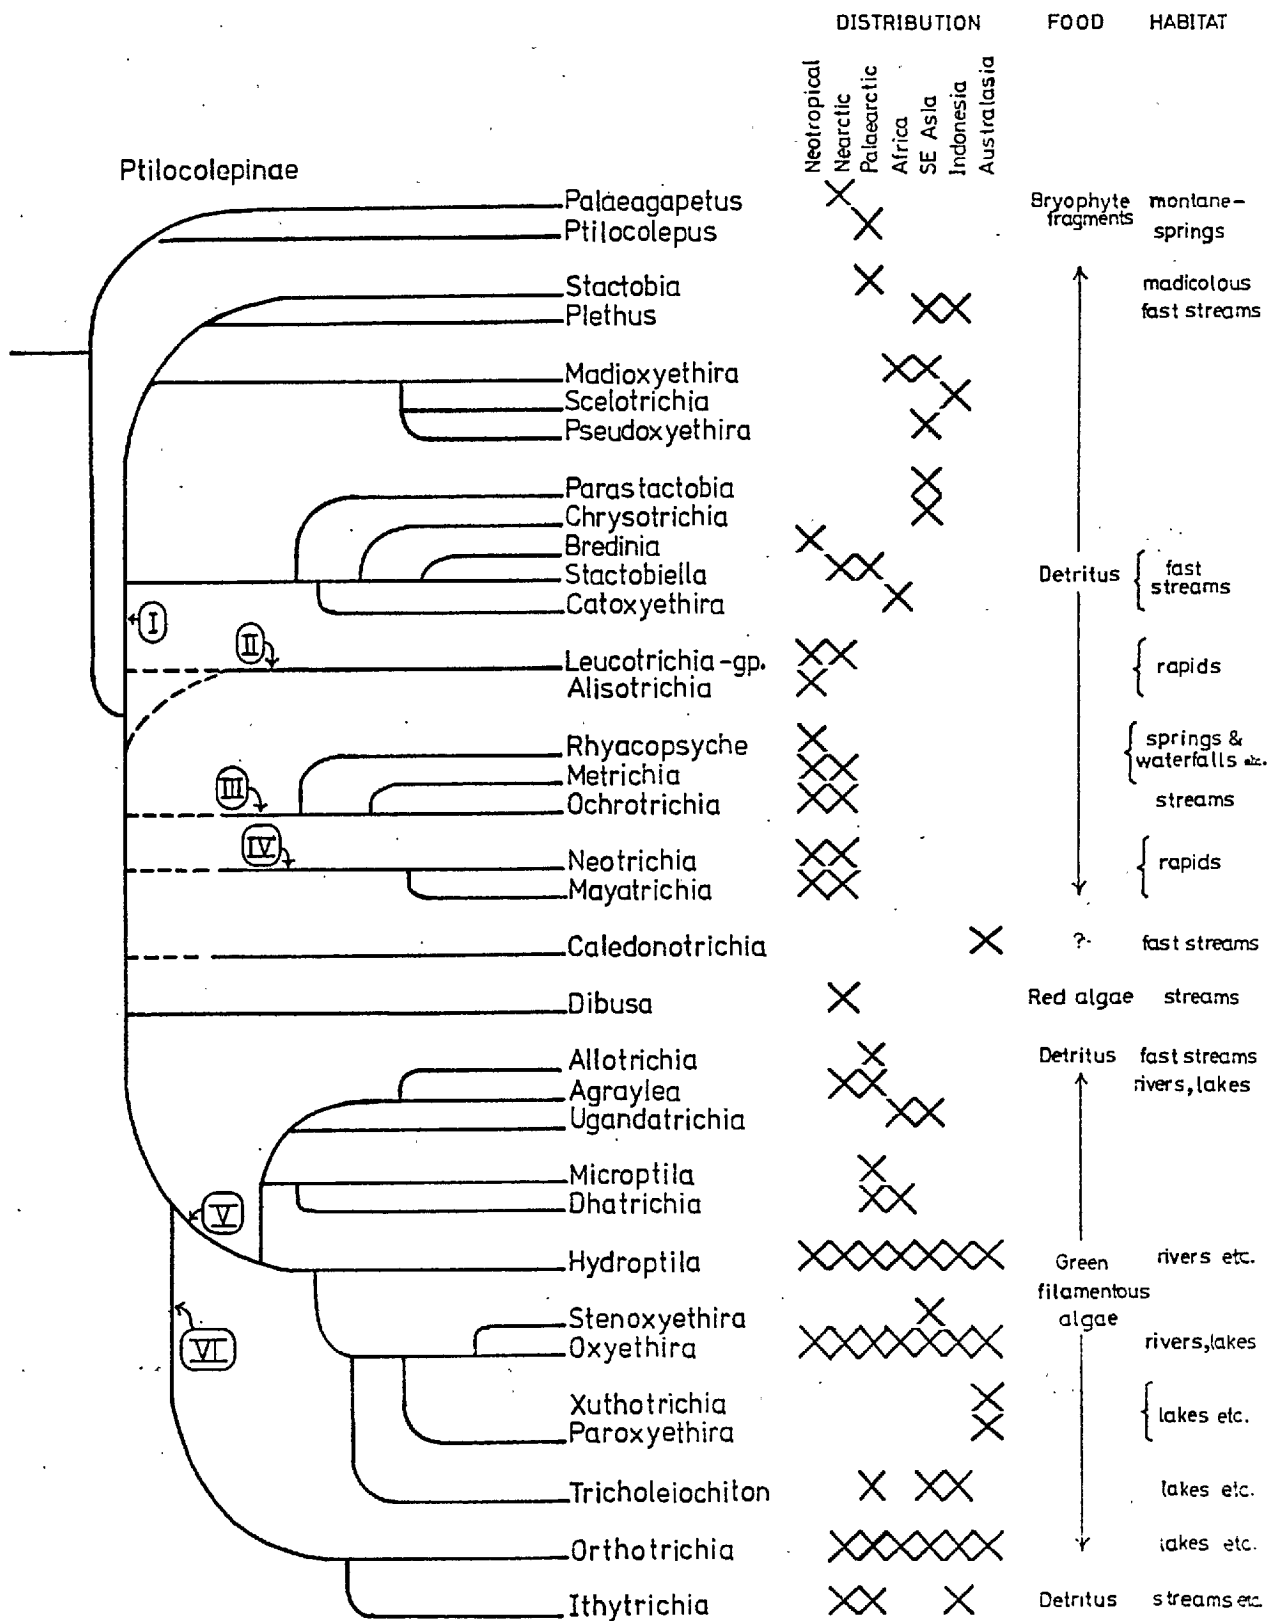 DISTRIBUTION FOOD HABITAT
Neotropical
Nearctic
Palaearctic
Africa
SE Asia
Indonesia
Australasia
Ptilocolepinae
Palaeagapetus Bryophyte montane-
Ptilocolepus fragments springs
Stactobia madicolous
Plethus fast streams
Madioxyethira
Scelotrichia
Pseudoxyethira
Parastactobia
Chrysotrichia
Bredinia
Stactobiella Detritus { fast
Catoxyethira streams
I
II
Leucotrichia-gp. { rapids
Alisotrichia
Rhyacopsyche { springs &
Metrichia waterfalls etc.
III
Ochrotrichia streams
IV
Neotrichia { rapids
Mayatrichia
Caledonotrichia ? fast streams
Dibusa Red algae streams
Allotrichia Detritus fast streams
Agraylea rivers, lakes
Ugandatrichia
Microptila
Dhatrichia
V
Hydroptila Green rivers etc.
filamentous
Stenoxyethira algae
Oxyethira rivers, lakes
VI
Xuthotrichia { lakes etc.
Paroxyethira
Tricholeiochiton lakes etc.
Orthotrichia lakes etc.
Ithytrichia Detritus streams etc